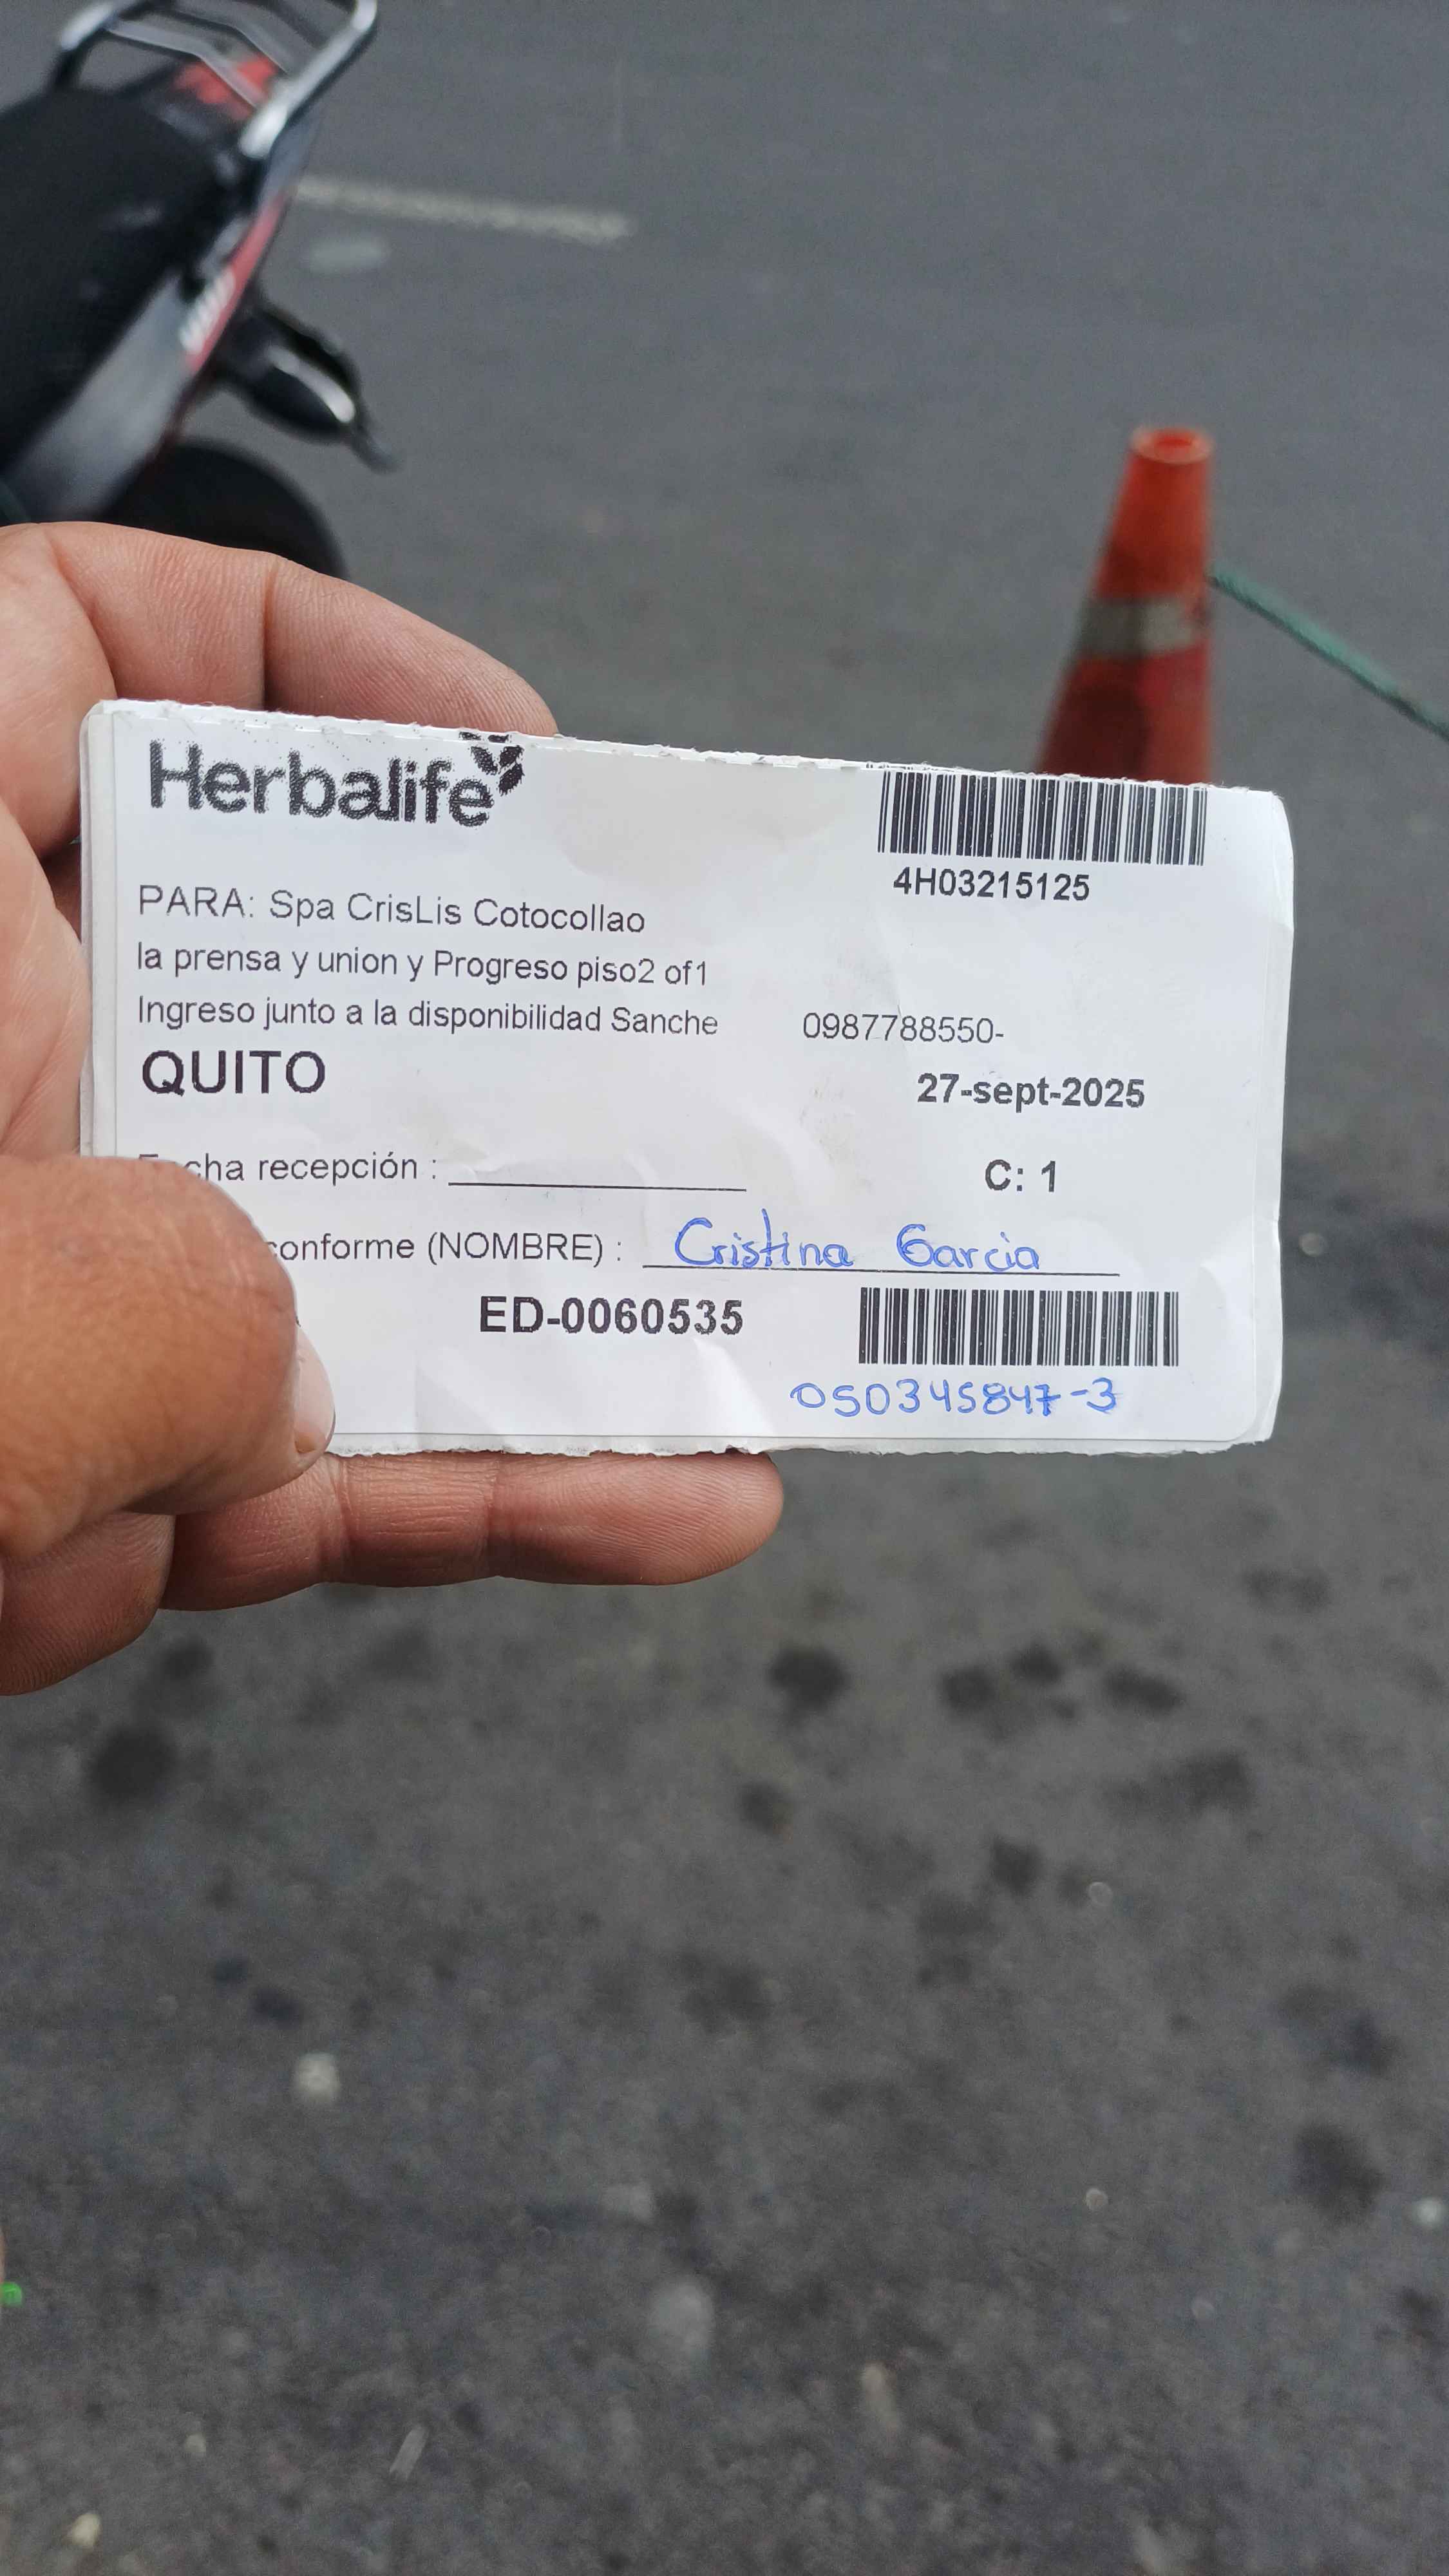 Herbalife
4H03215125
PARA: Spa CrisLis Cotocollao
la prensa y union y Progreso piso2 of1
Ingreso junto a la disponibilidad Sanche 0987788550-
QUITO
27-sept-2025
cha recepción :
C: 1
conforme (NOMBRE) : Cristina Garcia
ED-0060535
050345847-3